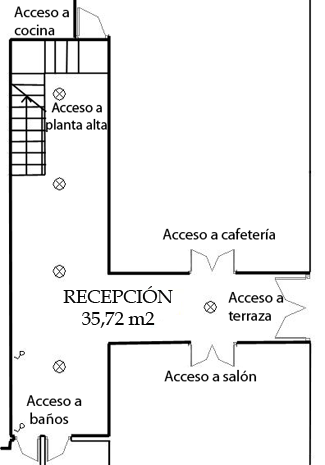 Acceso a
cocina
Acceso a
planta alta
Acceso a cafetería
RECEPCIÓN
35,72 m2
Acceso a
terraza
Acceso a salón
Acceso a
baños